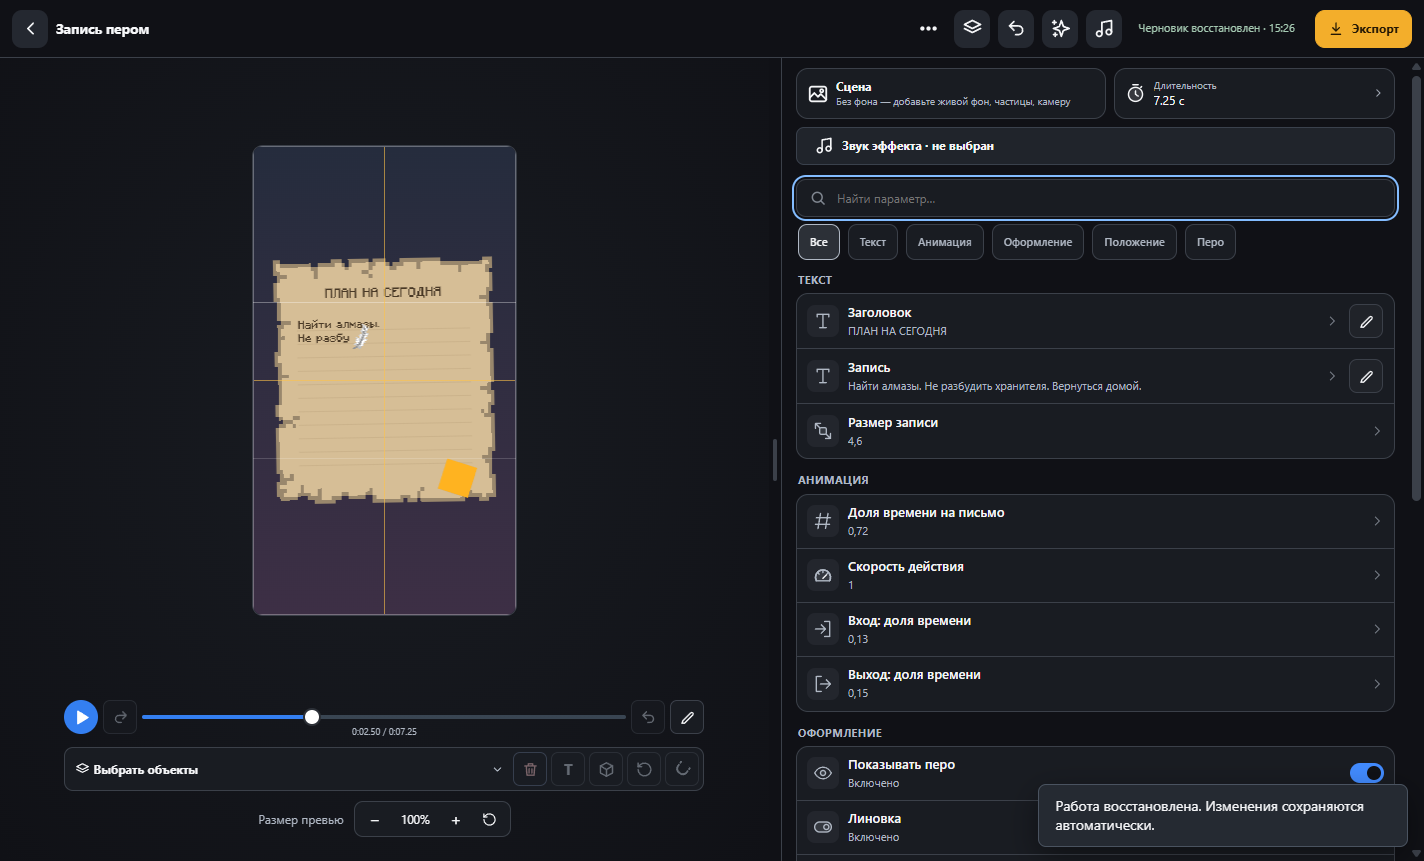 Запись пером
Черновик восстановлен · 15:26
Экспорт
ПЛАН НА СЕГОДНЯ
Найти алмазы.
Не разбу
0:02.50 / 0:07.25
Выбрать объекты
T
Размер превью
− 100% +
Сцена
Без фона — добавьте живой фон, частицы, камеру
Длительность
7.25 с
Звук эффекта · не выбран
Найти параметр...
Все Текст Анимация Оформление Положение Перо
ТЕКСТ
Заголовок
ПЛАН НА СЕГОДНЯ
Запись
Найти алмазы. Не разбудить хранителя. Вернуться домой.
Размер записи
4,6
АНИМАЦИЯ
Доля времени на письмо
0,72
Скорость действия
1
Вход: доля времени
0,13
Выход: доля времени
0,15
ОФОРМЛЕНИЕ
Показывать перо
Включено
Линовка
Включено
Работа восстановлена. Изменения сохраняются
автоматически.